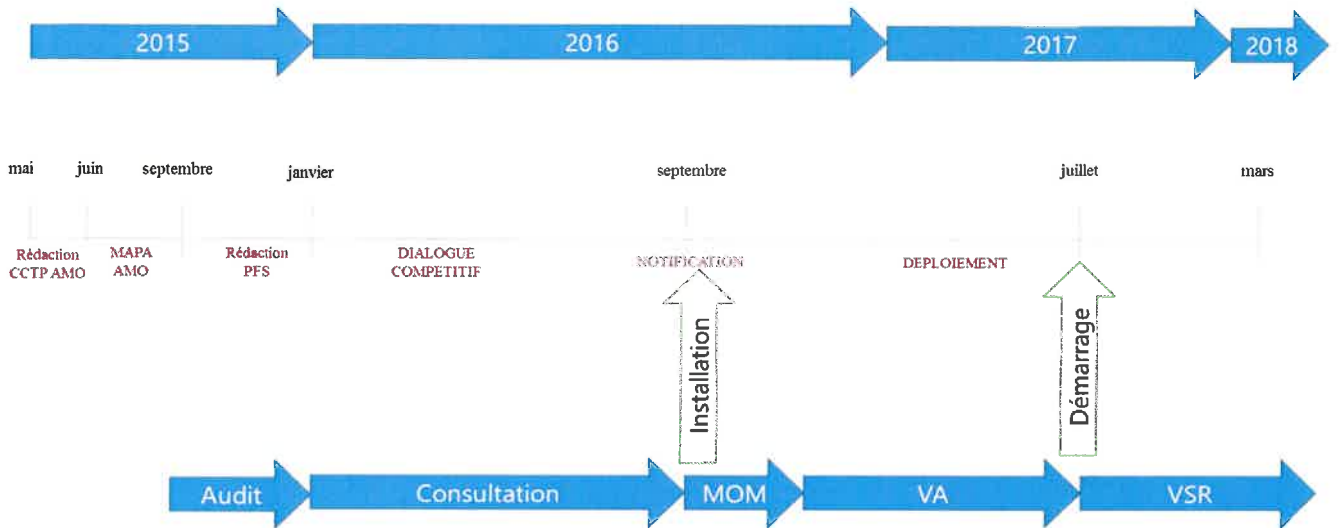 2015
2016
2017
2018
mai
juin
septembre
janvier
septembre
juillet
mars
Rédaction
CCTP AMO
MAPA
AMO
Rédaction
PFS
DIALOGUE
COMPETITIF
NOTIFICATION
DEPLOIEMENT
Installation
Démarrage
Audit
Consultation
MOM
VA
VSR